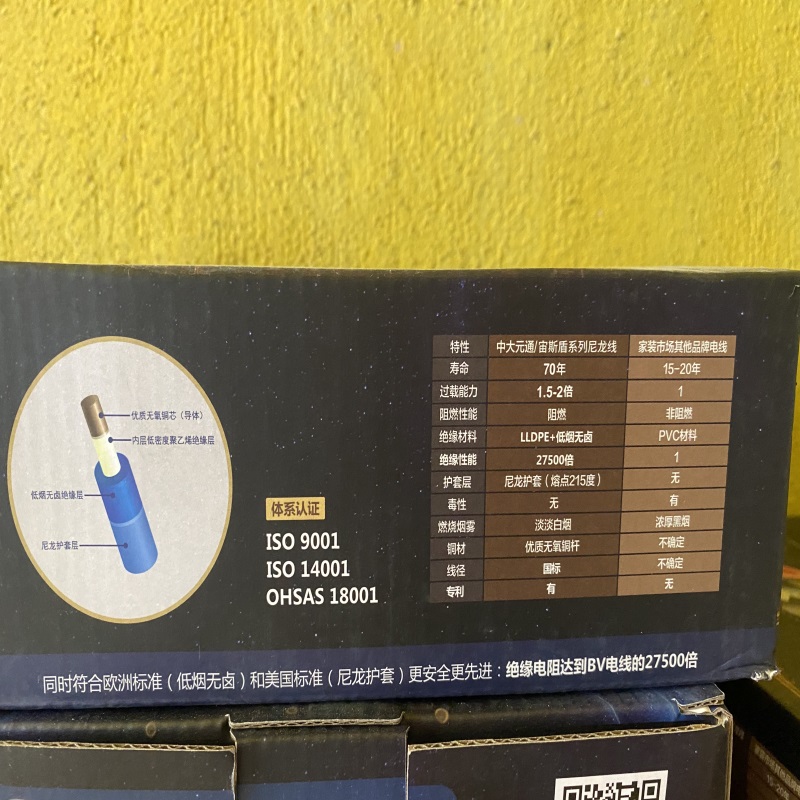 优质无氧铜芯（导体）
内层低密度聚乙烯绝缘层
低烟无卤绝缘层
尼龙护套层
体系认证
ISO 9001
ISO 14001
OHSAS 18001
特性 中大元通/宙斯盾系列尼龙线 家装市场其他品牌电线
寿命 70年 15-20年
过载能力 1.5-2倍 1
阻燃性能 阻燃 非阻燃
绝缘材料 LLDPE+低烟无卤 PVC材料
绝缘性能 27500倍 1
护套层 尼龙护套（熔点215度） 无
毒性 无 有
燃烧烟雾 淡淡白烟 浓厚黑烟
铜材 优质无氧铜杆 不确定
线径 国标 不确定
专利 有 无
同时符合欧洲标准（低烟无卤）和美国标准（尼龙护套）更安全更先进：绝缘电阻达到BV电线的27500倍